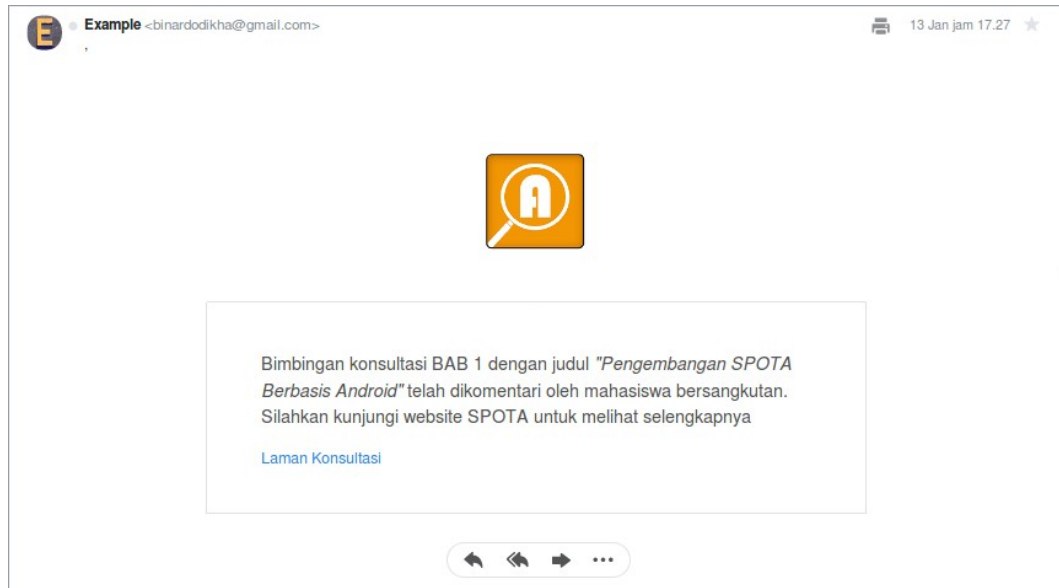 E
Example <binardodikha@gmail.com>
13 Jan jam 17.27
,
A
Bimbingan konsultasi BAB 1 dengan judul "Pengembangan SPOTA
Berbasis Android" telah dikomentari oleh mahasiswa bersangkutan.
Silahkan kunjungi website SPOTA untuk melihat selengkapnya
Laman Konsultasi